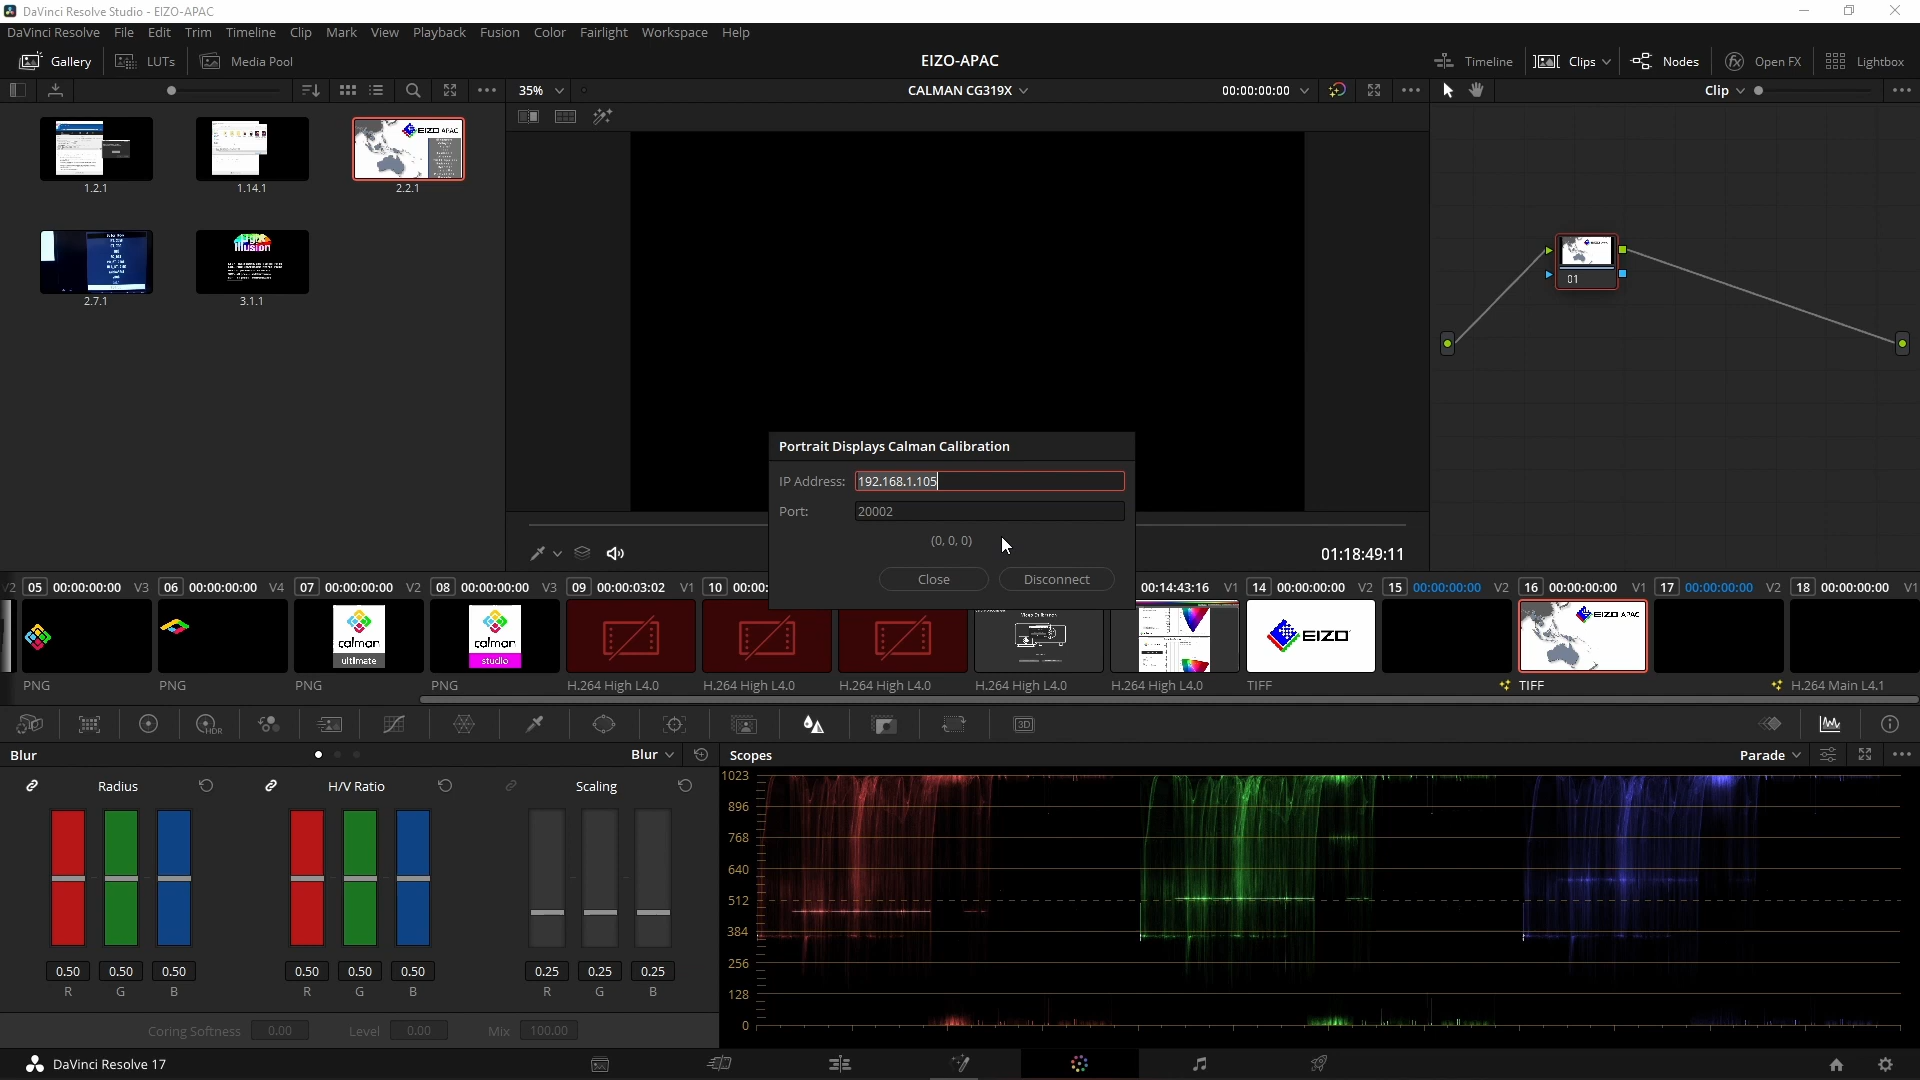 DaVinci Resolve Studio - EIZO-APAC
DaVinci Resolve File Edit Trim Timeline Clip Mark View Playback Fusion Color Fairlight Workspace Help
Gallery LUTs Media Pool EIZO-APAC Timeline Clips Nodes fx Open FX Lightbox
35% CALMAN CG319X 00:00:00:00 Clip
EIZO APAC
1.2.1 1.14.1 2.2.1
Illusion
2.7.1 3.1.1
01
Portrait Displays Calman Calibration
IP Address: 192.168.1.105
Port: 20002
(0, 0, 0)
Close Disconnect
01:18:49:11
V2 05 00:00:00:00 V3 06 00:00:00:00 V4 07 00:00:00:00 V2 08 00:00:00:00 V3 09 00:00:03:02 V1 10 00:00: 00:14:43:16 V1 14 00:00:00:00 V2 15 00:00:00:00 V2 16 00:00:00:00 V1 17 00:00:00:00 V2 18 00:00:00:00 V1
calman ultimate
calman studio
EIZO
EIZO APAC
PNG PNG PNG PNG H.264 High L4.0 H.264 High L4.0 H.264 High L4.0 H.264 High L4.0 H.264 High L4.0 TIFF TIFF H.264 Main L4.1
HDR 3D
Blur Blur Scopes Parade
Radius H/V Ratio Scaling
1023
896
768
640
512
384
256
128
0
0.50 0.50 0.50 0.50 0.50 0.50 0.25 0.25 0.25
R G B R G B R G B
Coring Softness 0.00 Level 0.00 Mix 100.00
DaVinci Resolve 17